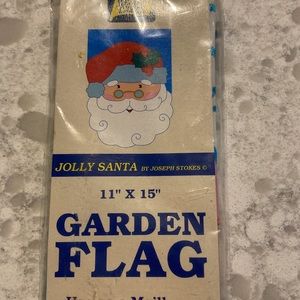 JOLLY SANTA BY JOSEPH STOKES ©
11" X 15"
GARDEN
FLAG